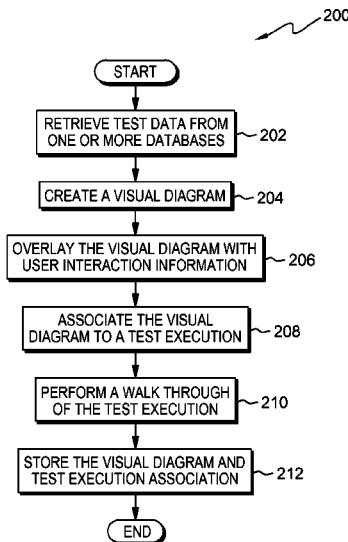 200
START
RETRIEVE TEST DATA FROM
ONE OR MORE DATABASES
202
CREATE A VISUAL DIAGRAM
204
OVERLAY THE VISUAL DIAGRAM WITH
USER INTERACTION INFORMATION
206
ASSOCIATE THE VISUAL
DIAGRAM TO A TEST EXECUTION
208
PERFORM A WALK THROUGH
OF THE TEST EXECUTION
210
STORE THE VISUAL DIAGRAM AND
TEST EXECUTION ASSOCIATION
212
END